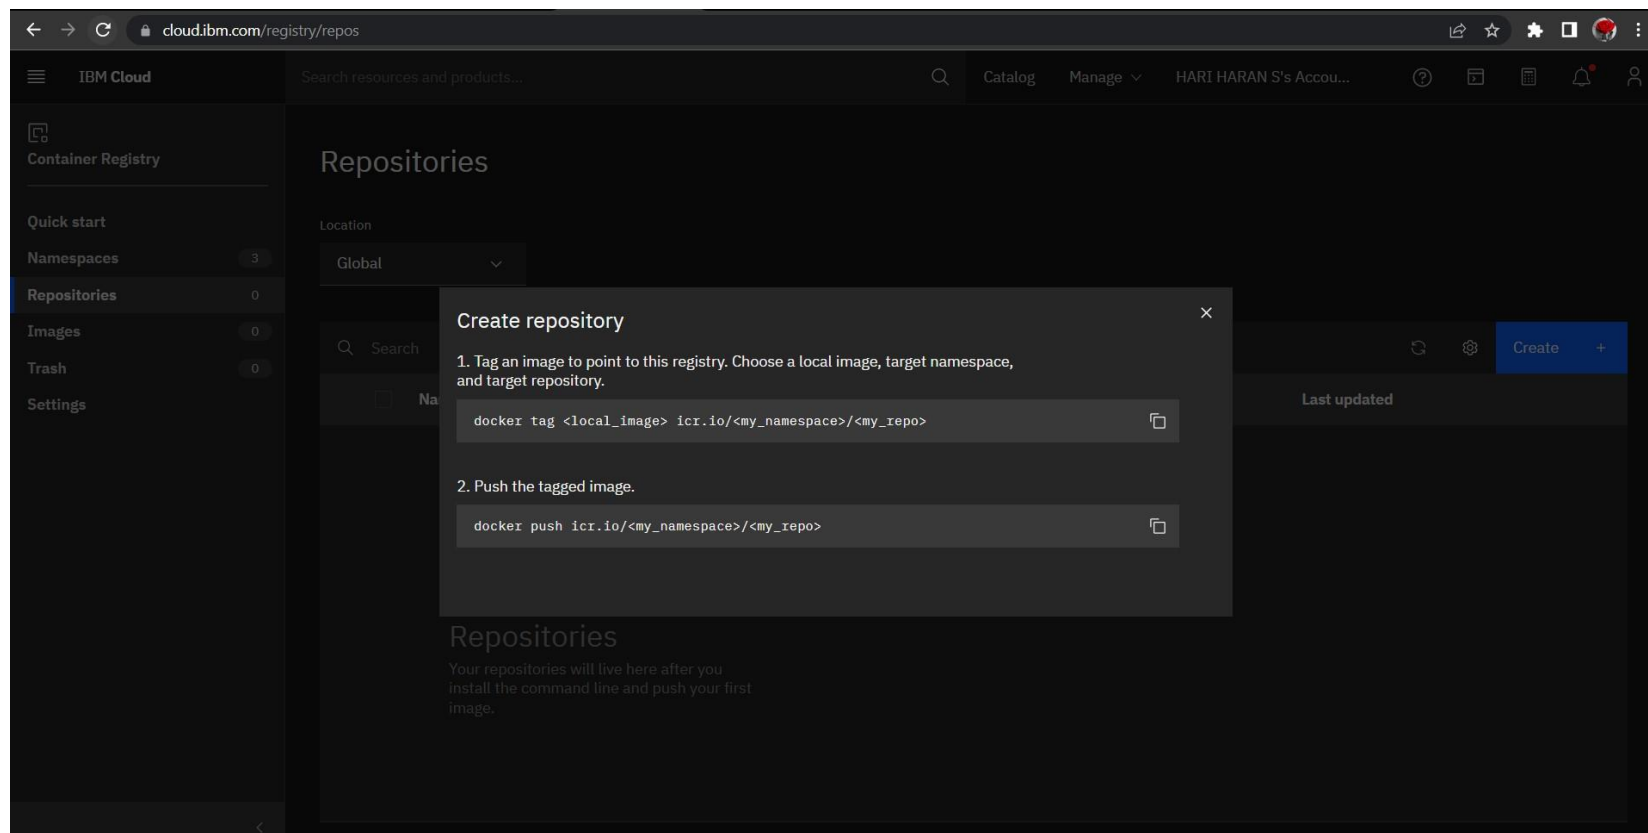 cloud.ibm.com/registry/repos
IBM Cloud
Search resources and products...
Catalog
Manage
HARI HARAN S's Accou...
Container Registry
Quick start
Namespaces 3
Repositories 0
Images 0
Trash 0
Settings
Repositories
Location
Global
Search
Create +
Na
Last updated
Create repository
1. Tag an image to point to this registry. Choose a local image, target namespace,
and target repository.
docker tag <local_image> icr.io/<my_namespace>/<my_repo>
2. Push the tagged image.
docker push icr.io/<my_namespace>/<my_repo>
Repositories
Your repositories will live here after you
install the command line and push your first
image.